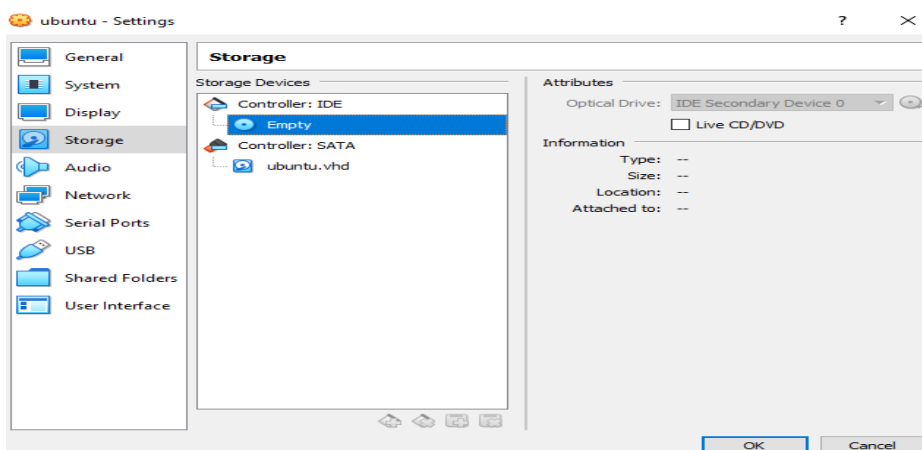 ubuntu - Settings
?
General
System
Display
Storage
Audio
Network
Serial Ports
USB
Shared Folders
User Interface
Storage
Storage Devices
Controller: IDE
Empty
Controller: SATA
ubuntu.vhd
Attributes
Optical Drive: IDE Secondary Device 0
Live CD/DVD
Information
Type: --
Size: --
Location: --
Attached to: --
OK
Cancel